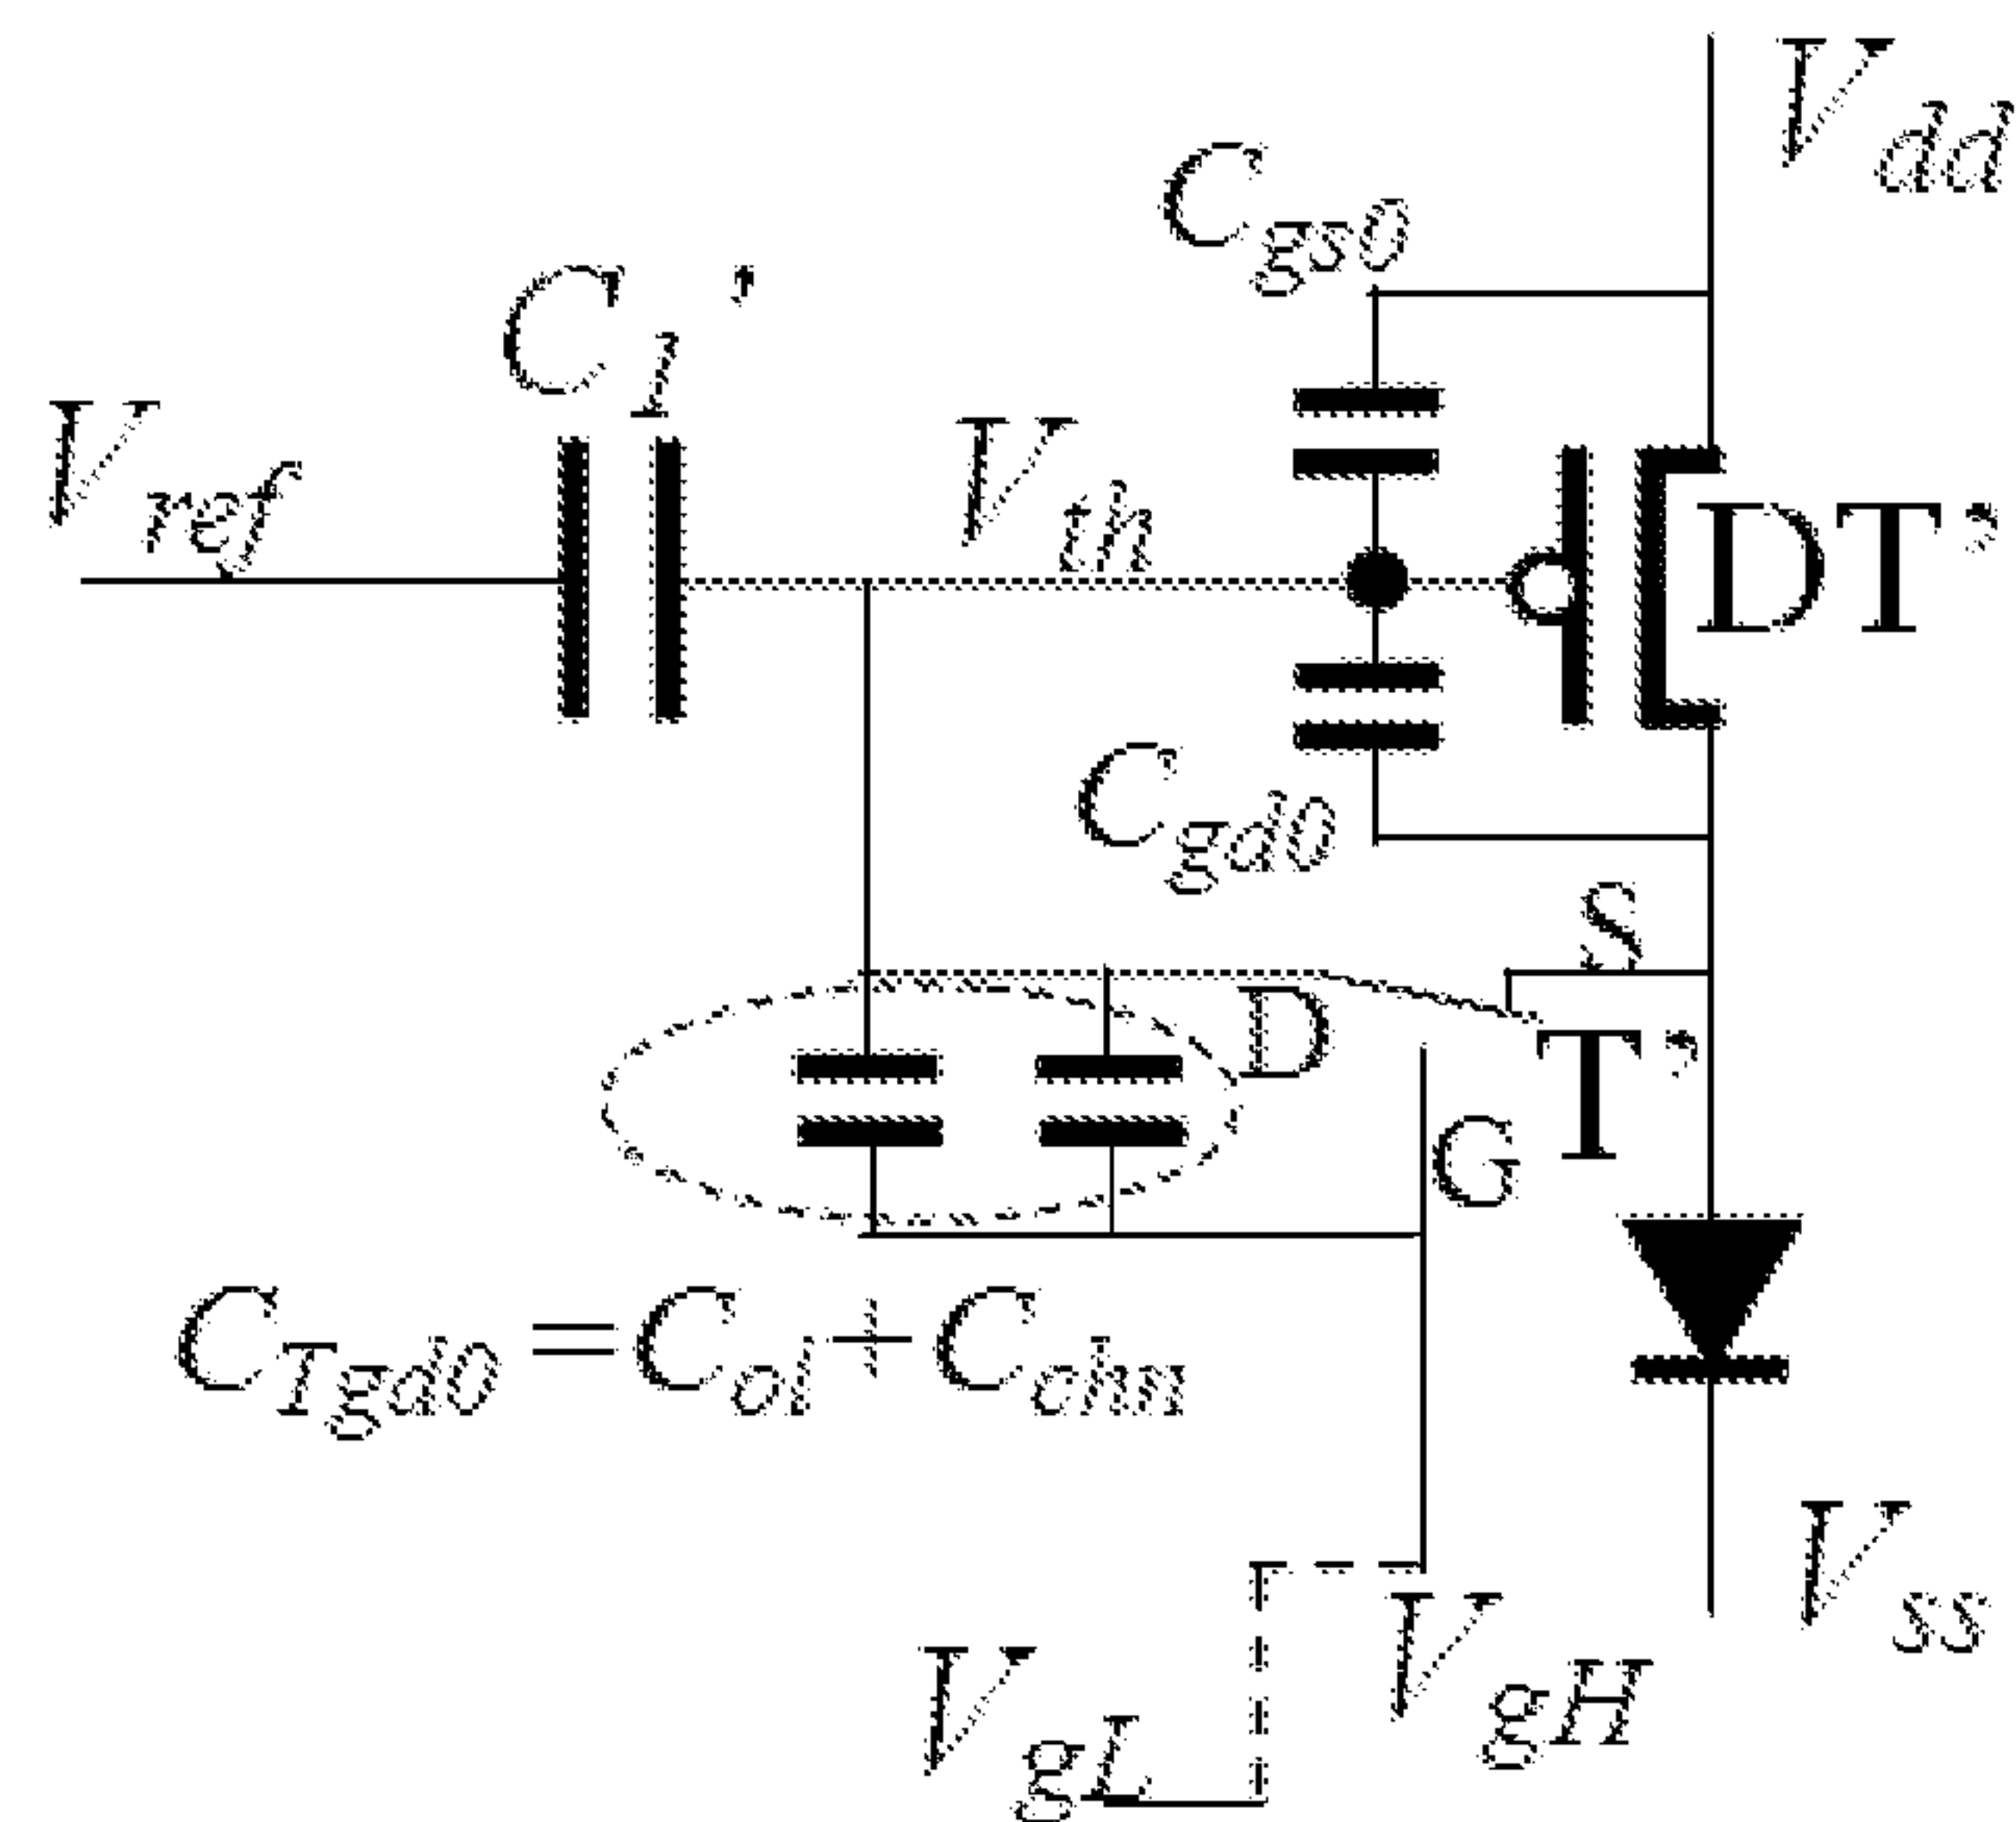 Vdd
Cgs0
C1'
Vref
Vth
DT'
Cgd0
S
D
T'
G
CTgd0=Col+Cchn
Vss
VgH
VgL